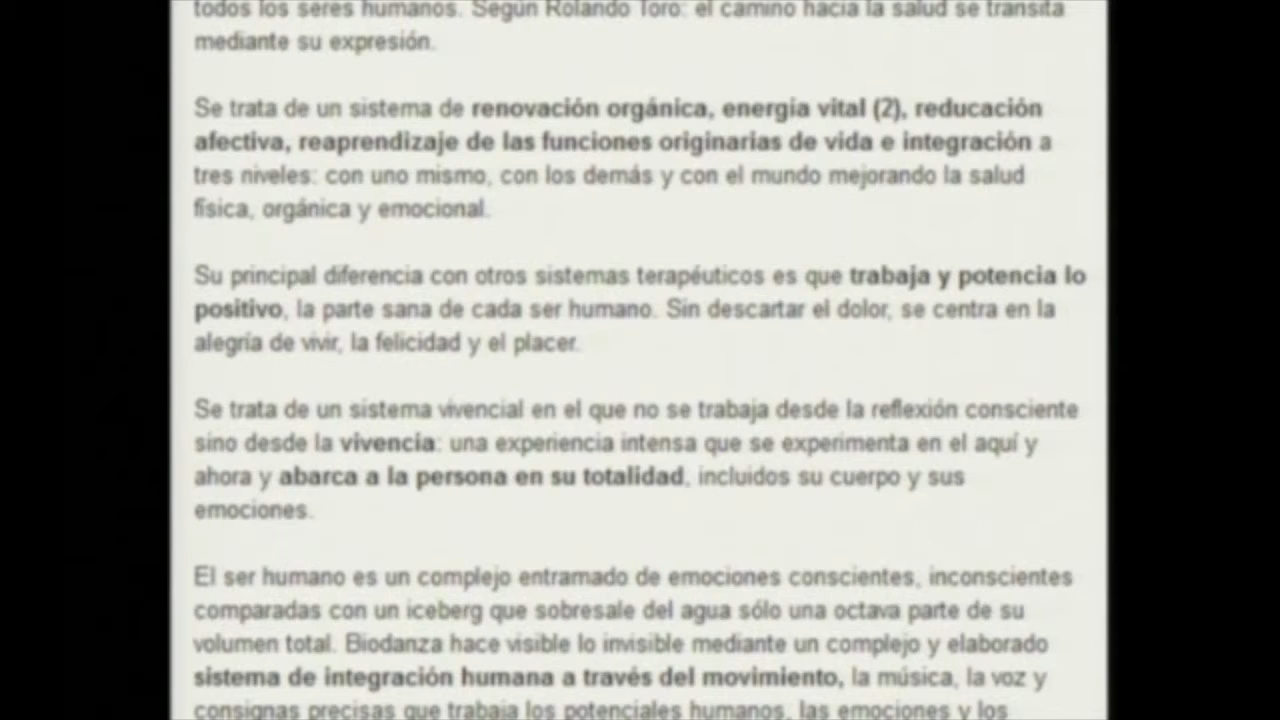 todos los seres humanos. Según Rolando Toro: el camino hacia la salud se transita
mediante su expresión.
Se trata de un sistema de renovación orgánica, energia vital (2), reducación
afectiva, reaprendizaje de las funciones originarias de vida e integración a
tres niveles: con uno mismo, con los demás y con el mundo mejorando la salud
física, orgánica y emocional.
Su principal diferencia con otros sistemas terapéuticos es que trabaja y potencia lo
positivo, la parte sana de cada ser humano. Sin descartar el dolor, se centra en la
alegría de vivir, la felicidad y el placer.
Se trata de un sistema vivencial en el que no se trabaja desde la reflexión consciente
sino desde la vivencia: una experiencia intensa que se experimenta en el aquí y
ahora y abarca a la persona en su totalidad, incluidos su cuerpo y sus
emociones.
El ser humano es un complejo entramado de emociones conscientes, inconscientes
comparadas con un iceberg que sobresale del agua sólo una octava parte de su
volumen total. Biodanza hace visible lo invisible mediante un complejo y elaborado
sistema de integración humana a través del movimiento, la música, la voz y
consignas precisas que trabaja los potenciales humanos, las emociones y los